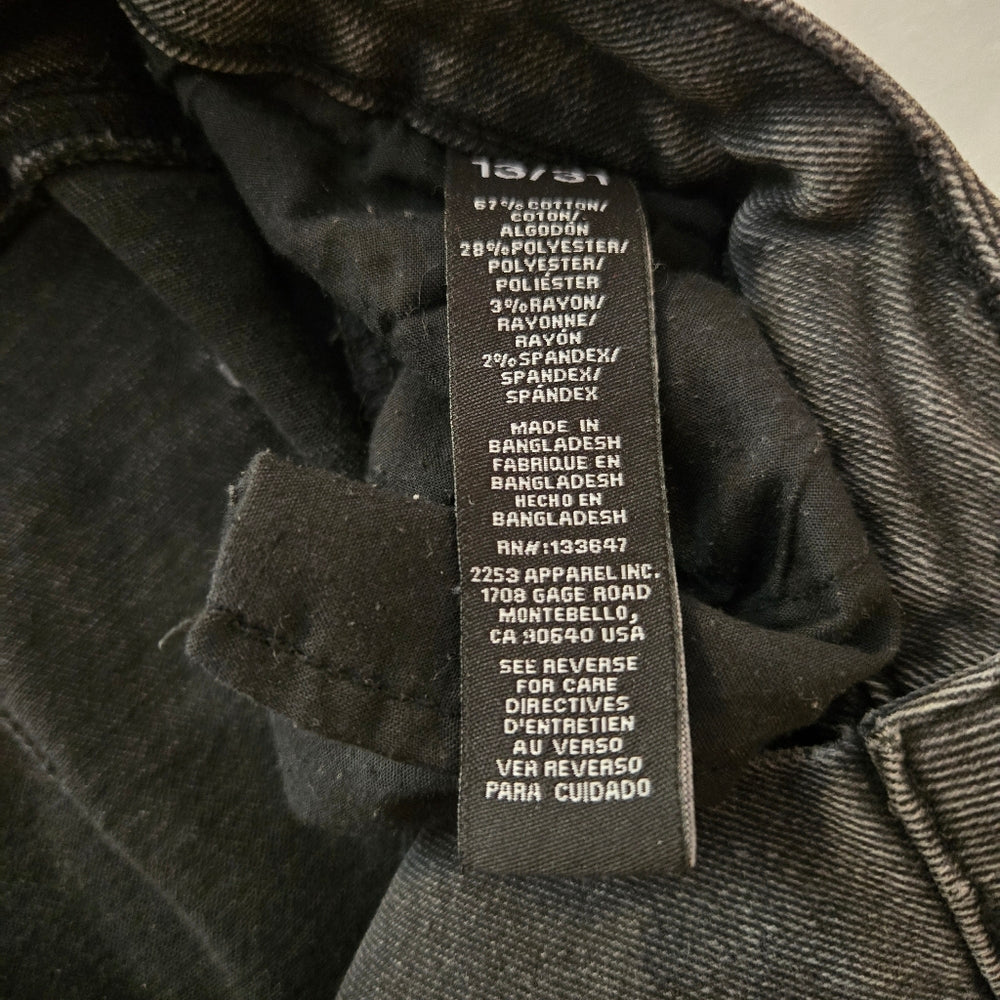 13/31
67% COTTON/
COTON/
ALGODÓN
28% POLYESTER/
POLYESTER/
POLIÉSTER
3% RAYON/
RAYONNE/
RAYÓN
2% SPANDEX/
SPANDEX/
SPÁNDEX
MADE IN
BANGLADESH
FABRIQUE EN
BANGLADESH
HECHO EN
BANGLADESH
RN#:133647
2253 APPAREL INC.
1708 GAGE ROAD
MONTEBELLO,
CA 90640 USA
SEE REVERSE
FOR CARE
DIRECTIVES
D'ENTRETIEN
AU VERSO
VER REVERSO
PARA CUIDADO